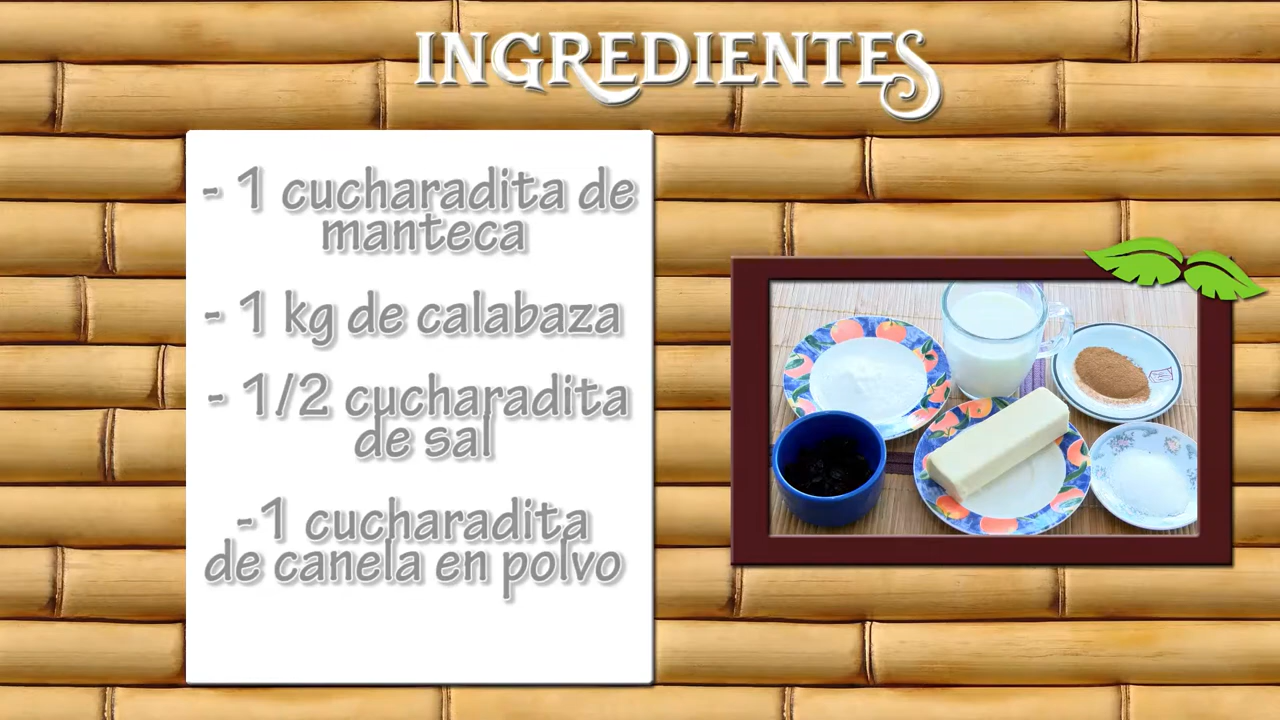 INGREDIENTES
- 1 cucharadita de
manteca
- 1 kg de calabaza
- 1/2 cucharadita
de sal
-1 cucharadita
de canela en polvo